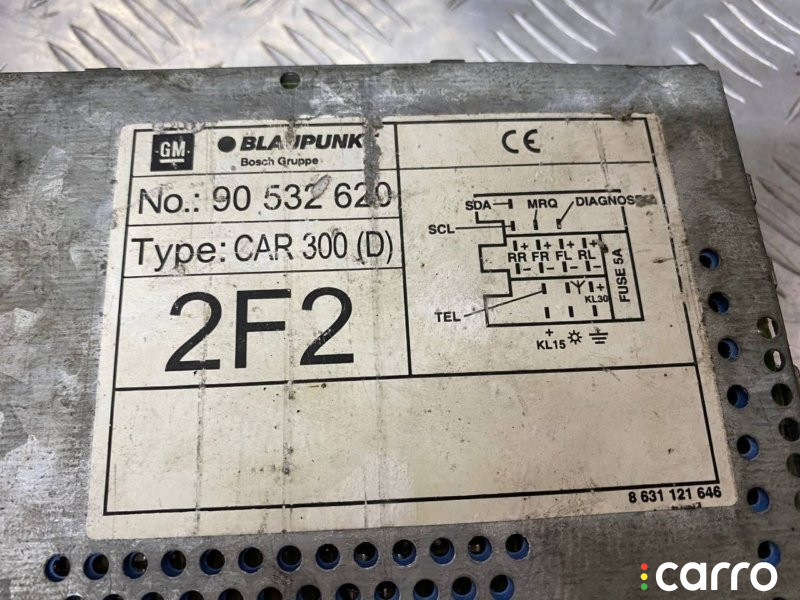 GM BLAUPUNK
Bosch Gruppe
CE
No.: 90 532 620
Type: CAR 300 (D)
2F2
SDA MRQ DIAGNOS
SCL
+ + + +
RR FR FL RL
- - - -
FUSE 5A
+
KL30
TEL
+
KL15
8 631 121 646
carro